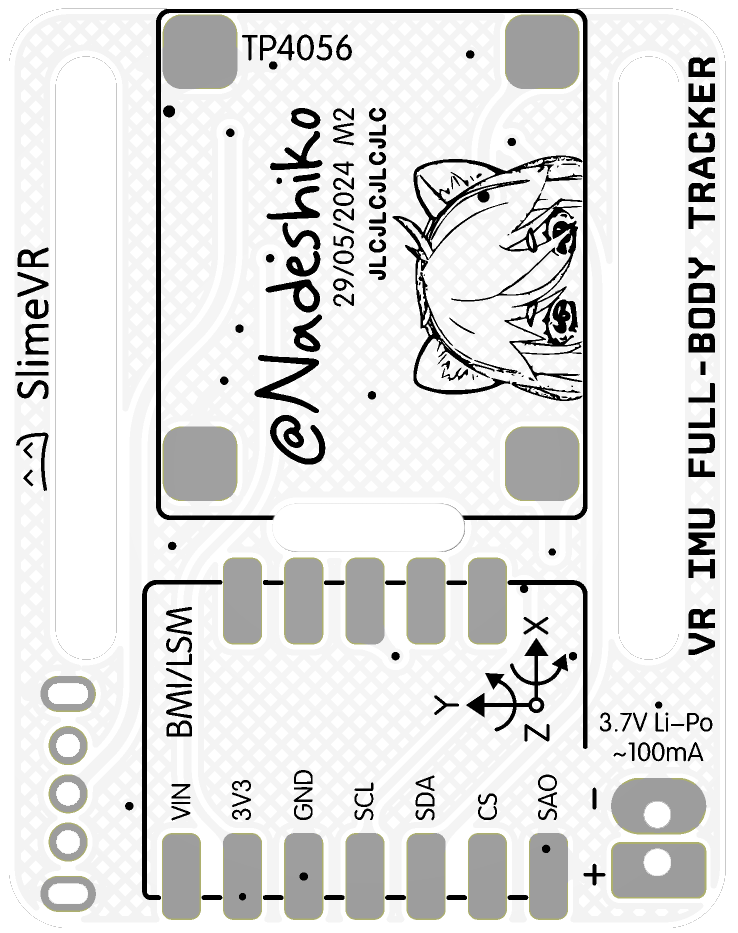 TP4056
@Nadeshiko
29/05/2024 M2
JLCJLCJLCJLC
^^ SlimeVR
VR IMU FULL-BODY TRACKER
BMI/LSM
X
Y
Z
3.7V Li-Po
~100mA
-
+
VIN
3V3
GND
SCL
SDA
CS
SAO